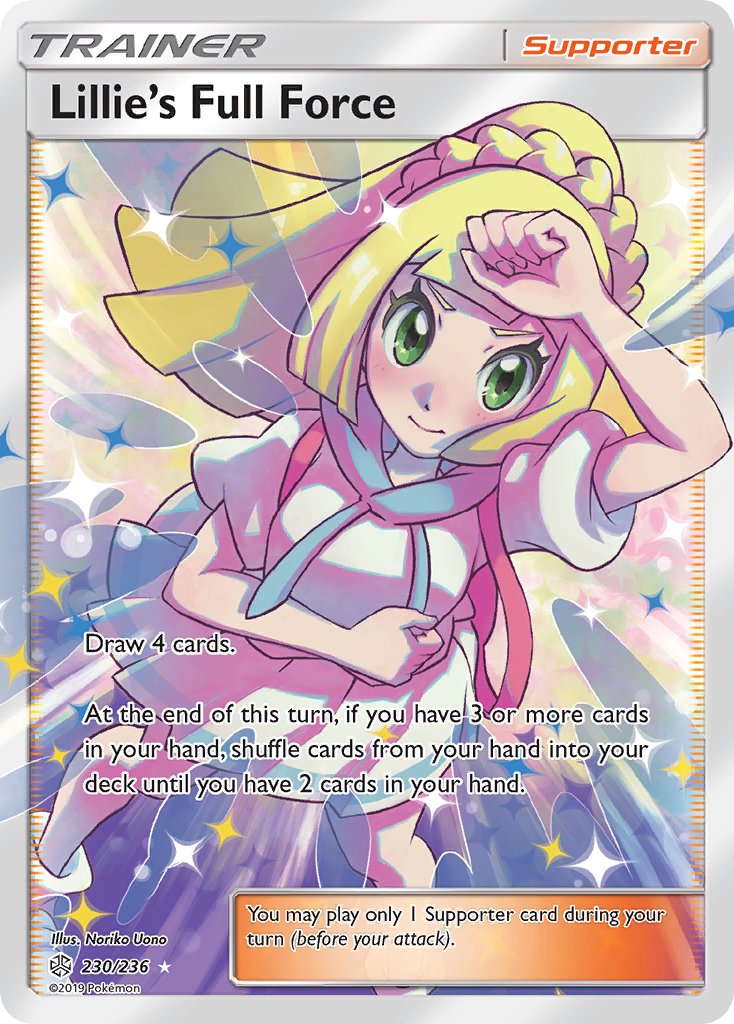 TRAINER
Supporter
Lillie's Full Force
Draw 4 cards.
At the end of this turn, if you have 3 or more cards
in your hand, shuffle cards from your hand into your
deck until you have 2 cards in your hand.
You may play only 1 Supporter card during your
turn (before your attack).
Illus. Noriko Uono
230/236
©2019 Pokémon